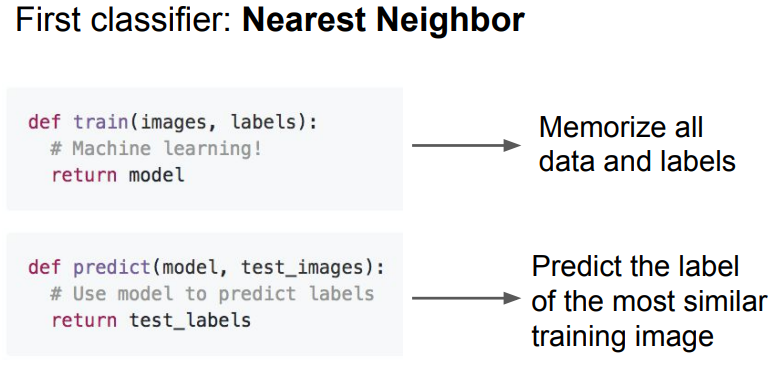 First classifier: Nearest Neighbor
def train(images, labels):
# Machine learning!
return model
Memorize all
data and labels
def predict(model, test_images):
# Use model to predict labels
return test_labels
Predict the label
of the most similar
training image